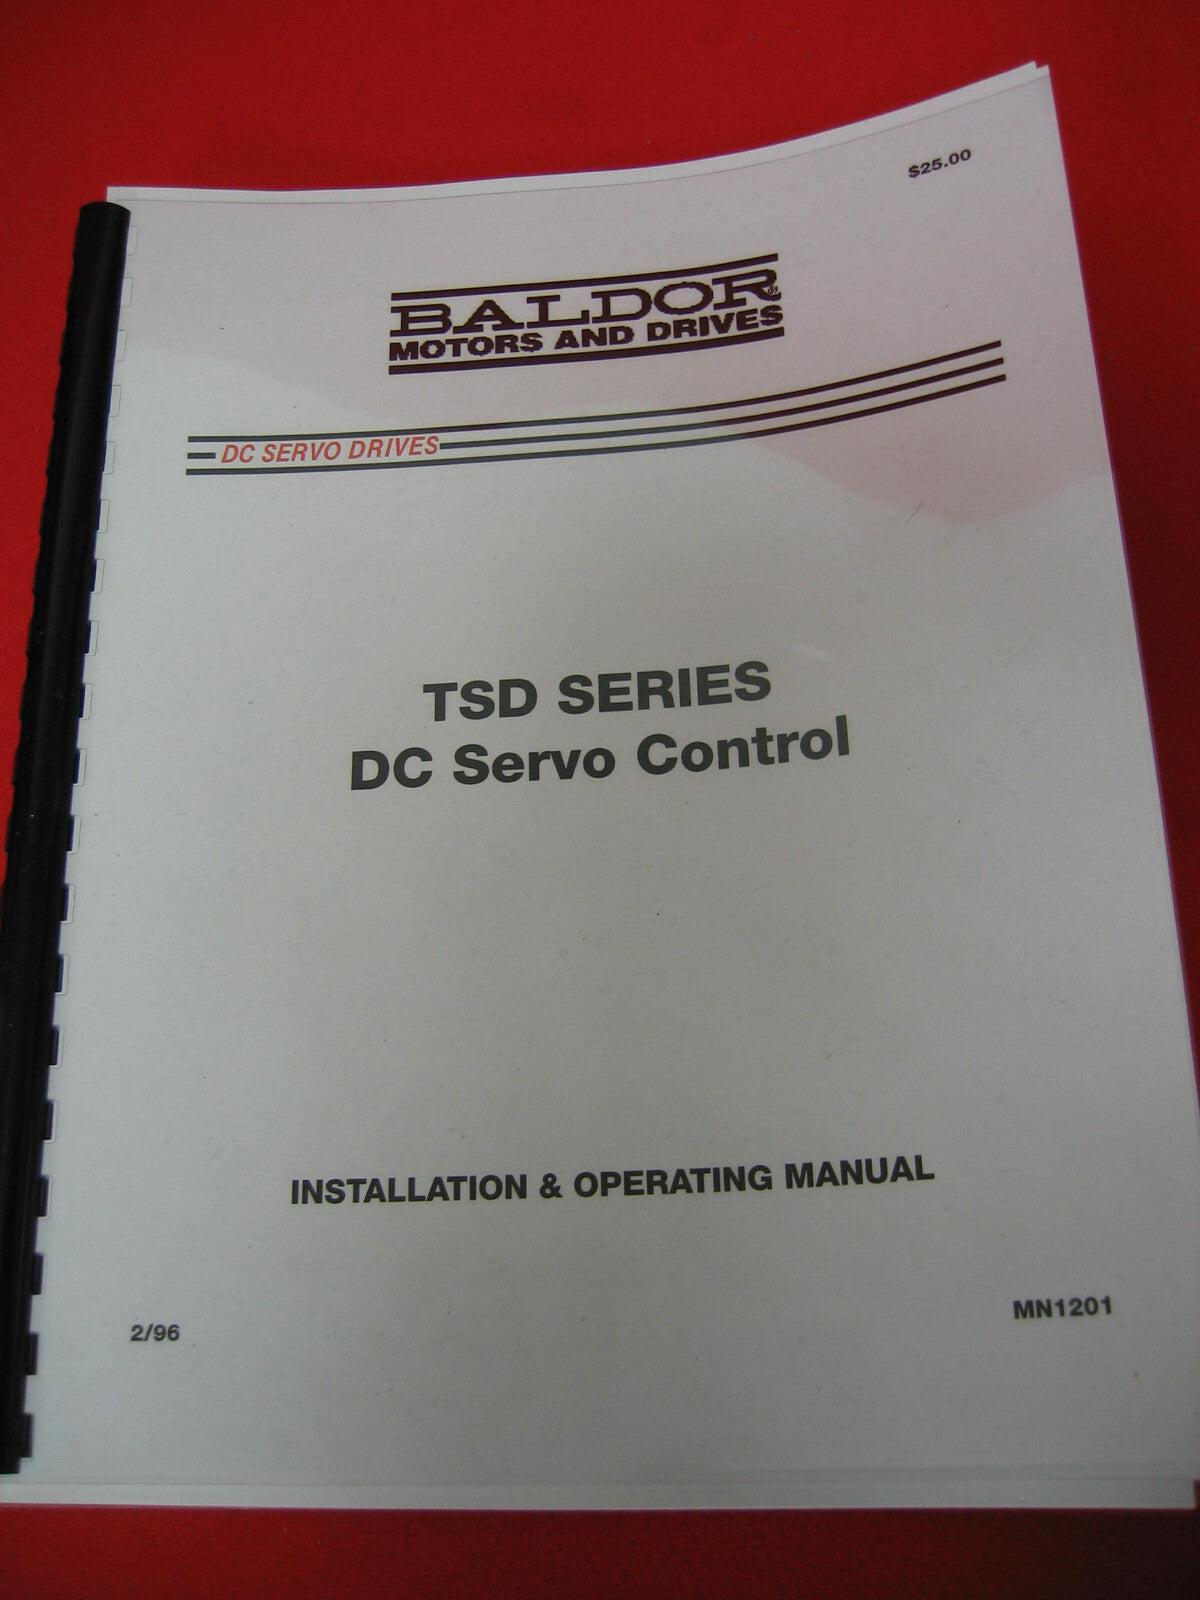 $25.00
BALDOR®
MOTORS AND DRIVES
DC SERVO DRIVES
TSD SERIES
DC Servo Control
INSTALLATION & OPERATING MANUAL
2/96
MN1201